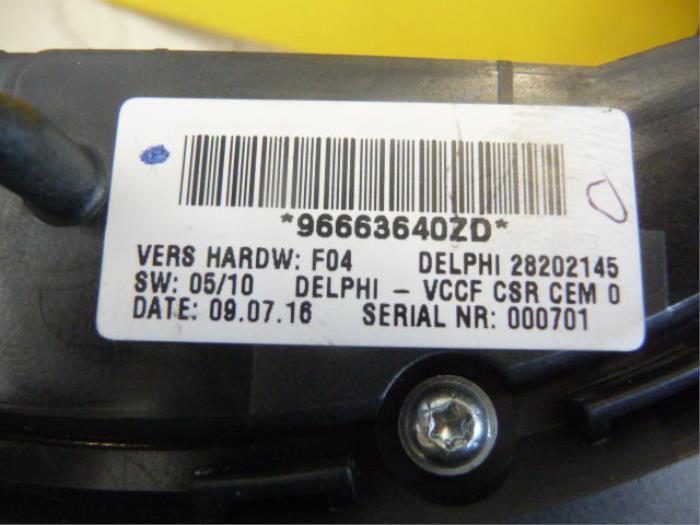 *96663640ZD*
VERS HARDW: F04 DELPHI 28202145
SW: 05/10 DELPHI - VCCF CSR CEM 0
DATE: 09.07.16 SERIAL NR: 000701